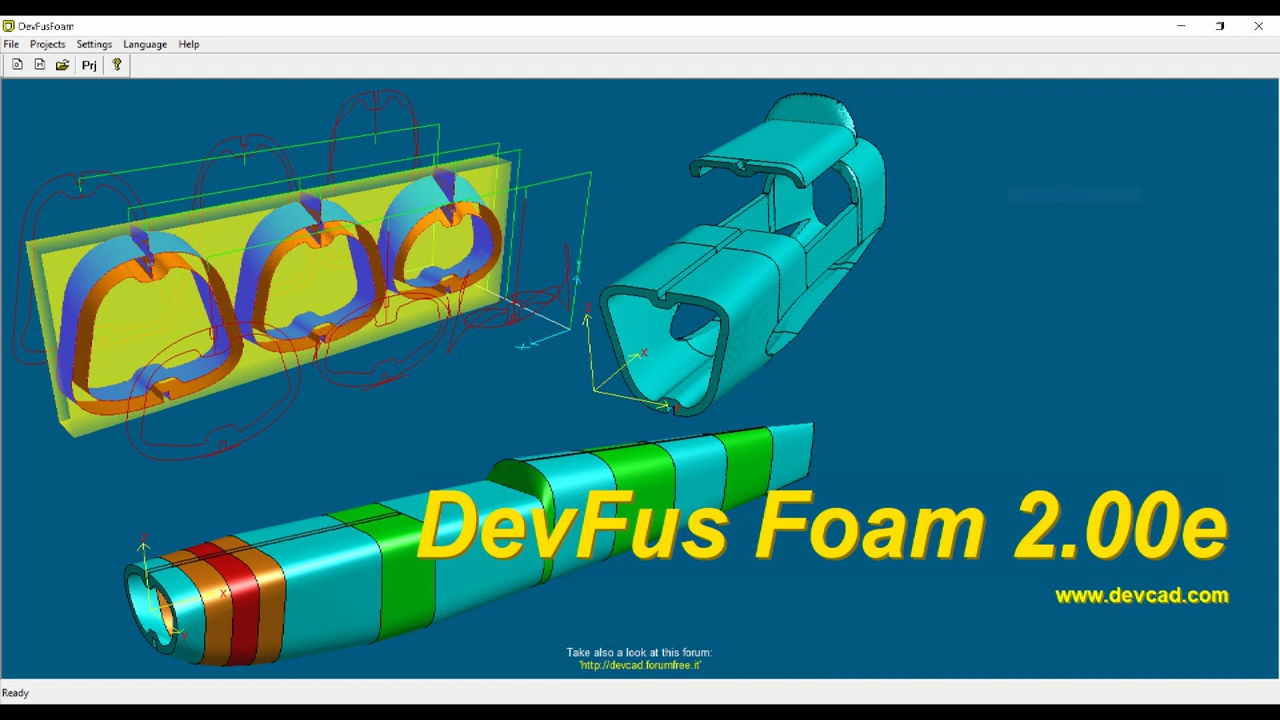 DevFusFoam
File Projects Settings Language Help
Prj ?
DevFus Foam 2.00e
www.devcad.com
Take also a look at this forum:
'http://devcad.forumfree.it'
X
X
Y
Ready